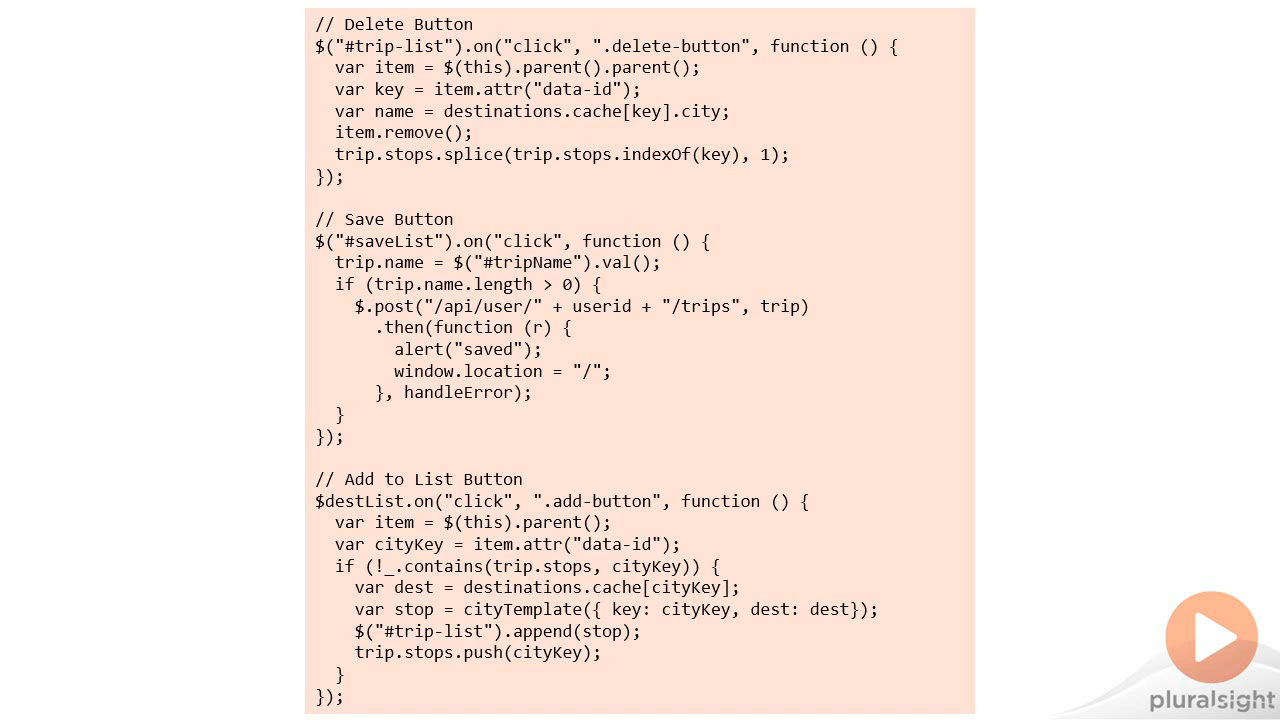 // Delete Button
$("#trip-list").on("click", ".delete-button", function () {
  var item = $(this).parent().parent();
  var key = item.attr("data-id");
  var name = destinations.cache[key].city;
  item.remove();
  trip.stops.splice(trip.stops.indexOf(key), 1);
});

// Save Button
$("#saveList").on("click", function () {
  trip.name = $("#tripName").val();
  if (trip.name.length > 0) {
    $.post("/api/user/" + userid + "/trips", trip)
      .then(function (r) {
        alert("saved");
        window.location = "/";
      }, handleError);
  }
});

// Add to List Button
$destList.on("click", ".add-button", function () {
  var item = $(this).parent();
  var cityKey = item.attr("data-id");
  if (!_.contains(trip.stops, cityKey)) {
    var dest = destinations.cache[cityKey];
    var stop = cityTemplate({ key: cityKey, dest: dest});
    $("#trip-list").append(stop);
    trip.stops.push(cityKey);
  }
});
pluralsight